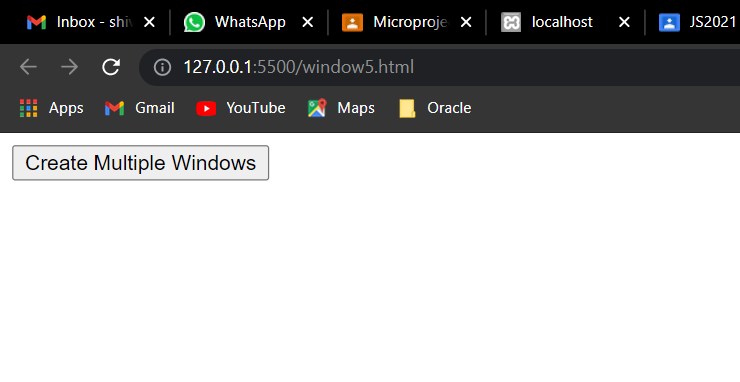 Inbox - shiv WhatsApp Microproje localhost JS2021
127.0.0.1:5500/window5.html
Apps Gmail YouTube Maps Oracle
Create Multiple Windows